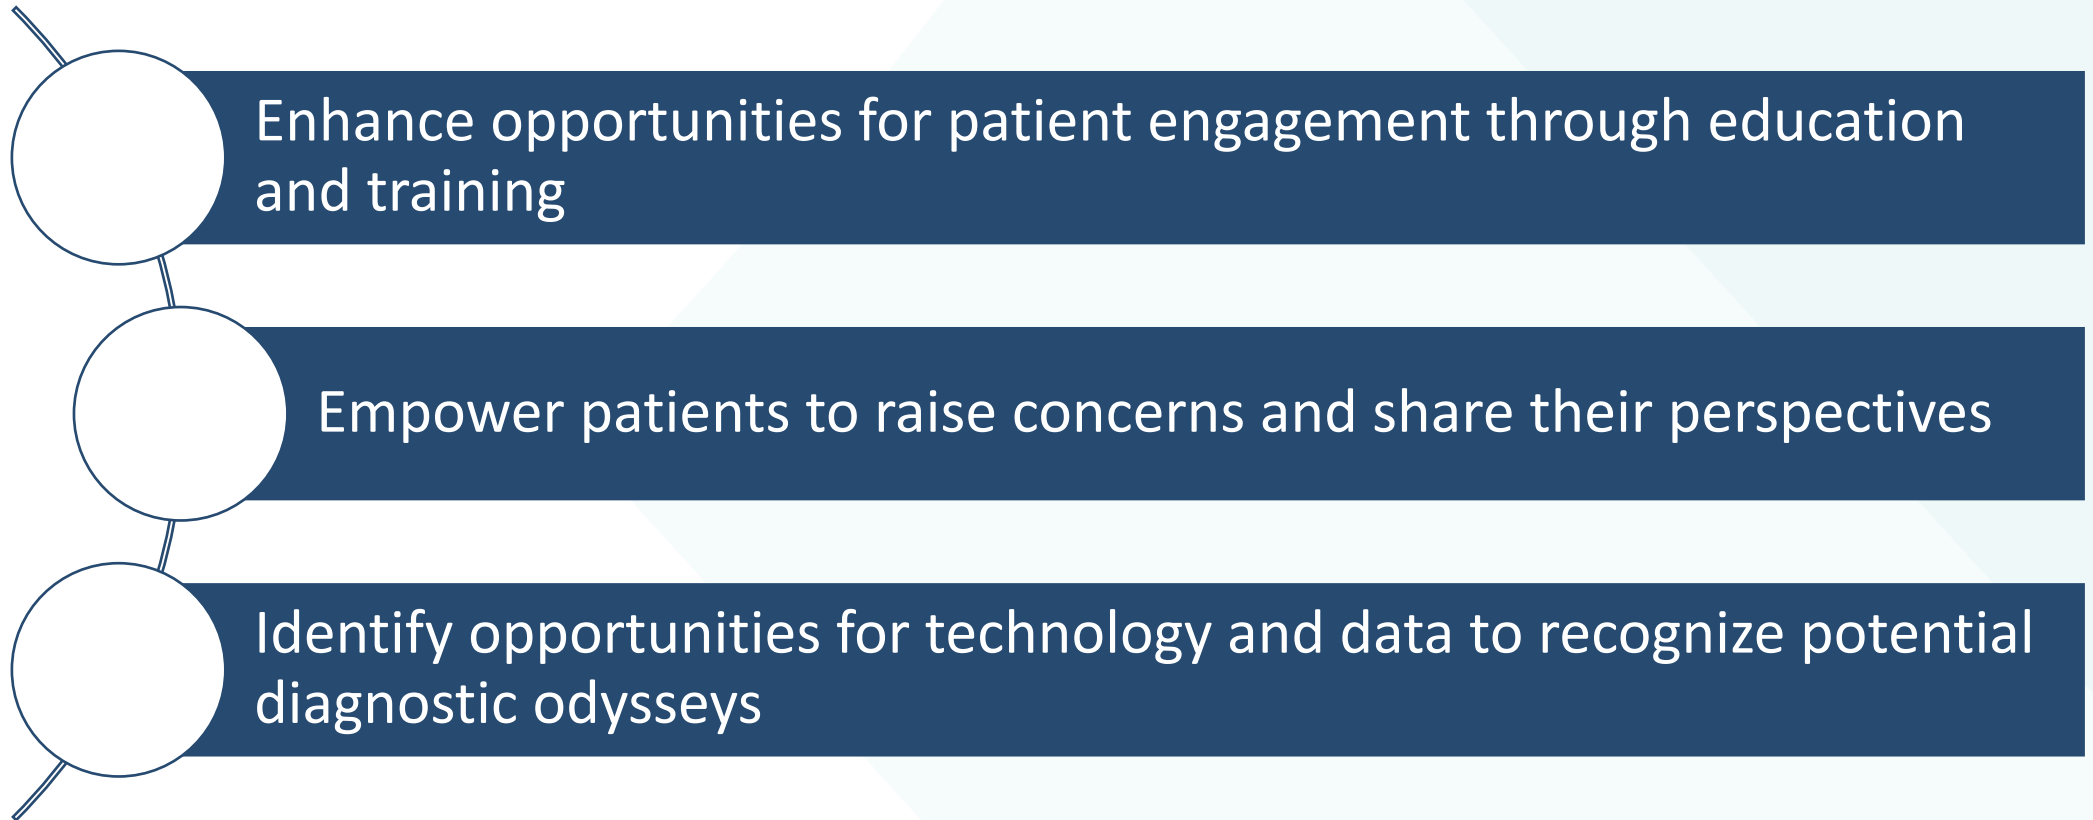 Enhance opportunities for patient engagement through education
and training
Empower patients to raise concerns and share their perspectives
Identify opportunities for technology and data to recognize potential
diagnostic odysseys